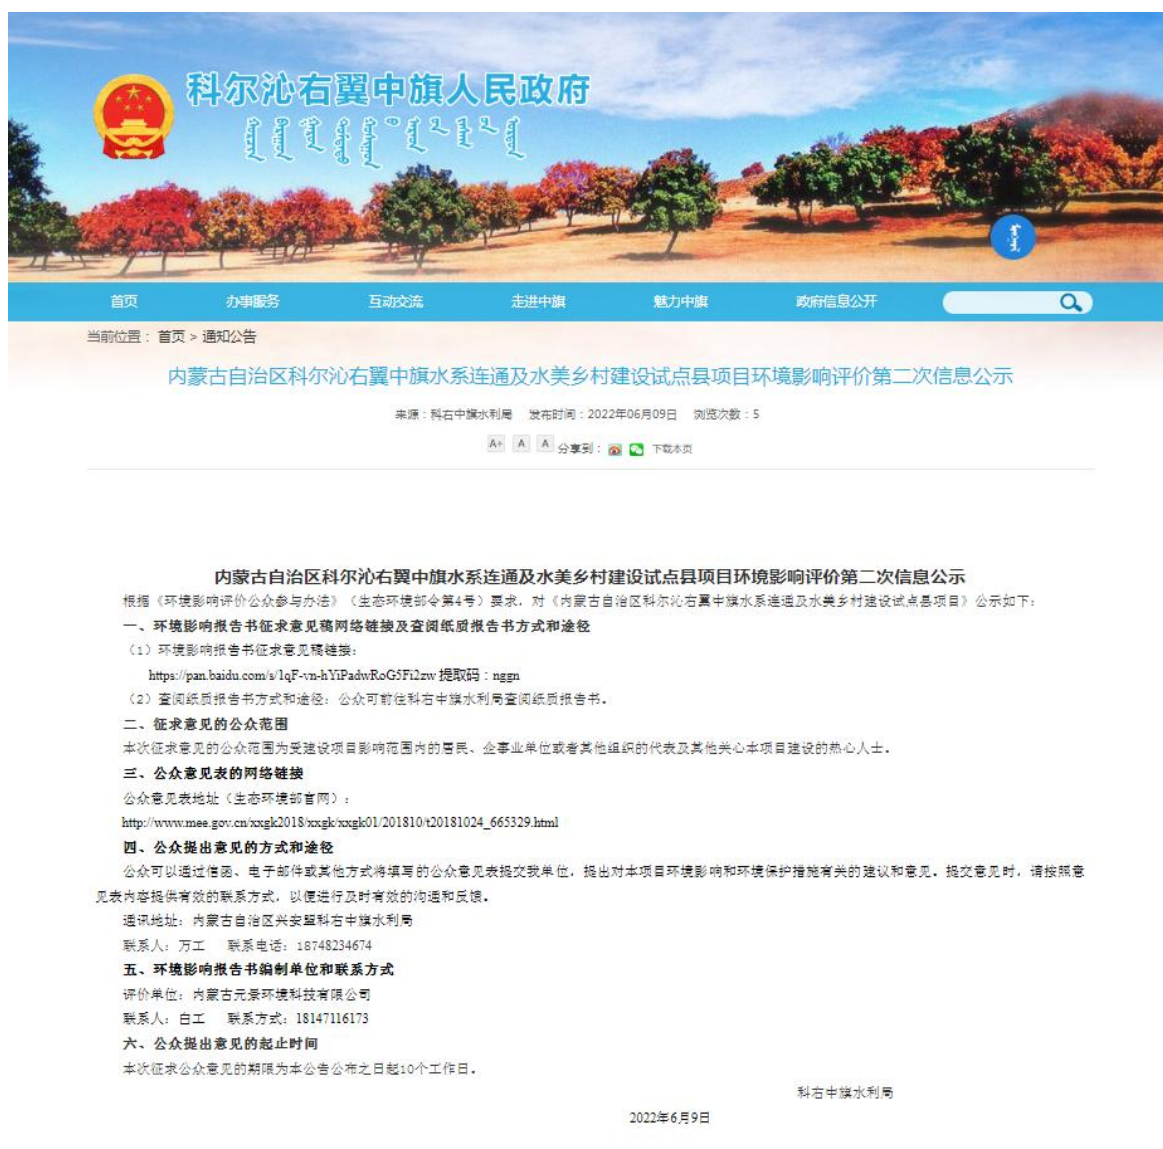 科尔沁右翼中旗人民政府
首页 办事服务 互动交流 走进中旗 魅力中旗 政府信息公开
当前位置： 首页 > 通知公告
内蒙古自治区科尔沁右翼中旗水系连通及水美乡村建设试点县项目环境影响评价第二次信息公示
来源：科右中旗水利局 发布时间：2022年06月09日 浏览次数：5
A+ A A 分享到： 下载本页
内蒙古自治区科尔沁右翼中旗水系连通及水美乡村建设试点县项目环境影响评价第二次信息公示
根据《环境影响评价公众参与办法》（生态环境部令第4号）要求，对《内蒙古自治区科尔沁右翼中旗水系连通及水美乡村建设试点县项目》公示如下：
一、环境影响报告书征求意见稿网络链接及查阅纸质报告书方式和途径
（1）环境影响报告书征求意见稿链接：
https://pan.baidu.com/s/1qF-vn-hYiPadwRoG5Fi2zw 提取码：nggn
（2）查阅纸质报告书方式和途径：公众可前往科右中旗水利局查阅纸质报告书。
二、征求意见的公众范围
本次征求意见的公众范围为受建设项目影响范围内的居民、企事业单位或者其他组织的代表及其他关心本项目建设的热心人士。
三、公众意见表的网络链接
公众意见表地址（生态环境部官网）：
http://www.mee.gov.cn/xxgk2018/xxgk/xxgk01/201810/t20181024_665329.html
四、公众提出意见的方式和途径
公众可以通过信函、电子邮件或其他方式将填写的公众意见表提交我单位，提出对本项目环境影响和环境保护措施有关的建议和意见。提交意见时，请按照意
见表内容提供有效的联系方式，以便进行及时有效的沟通和反馈。
通讯地址：内蒙古自治区兴安盟科右中旗水利局
联系人：万工 联系电话：18748234674
五、环境影响报告书编制单位和联系方式
评价单位：内蒙古元景环境科技有限公司
联系人：白工 联系方式：18147116173
六、公众提出意见的起止时间
本次征求公众意见的期限为本公告公布之日起10个工作日。
科右中旗水利局
2022年6月9日